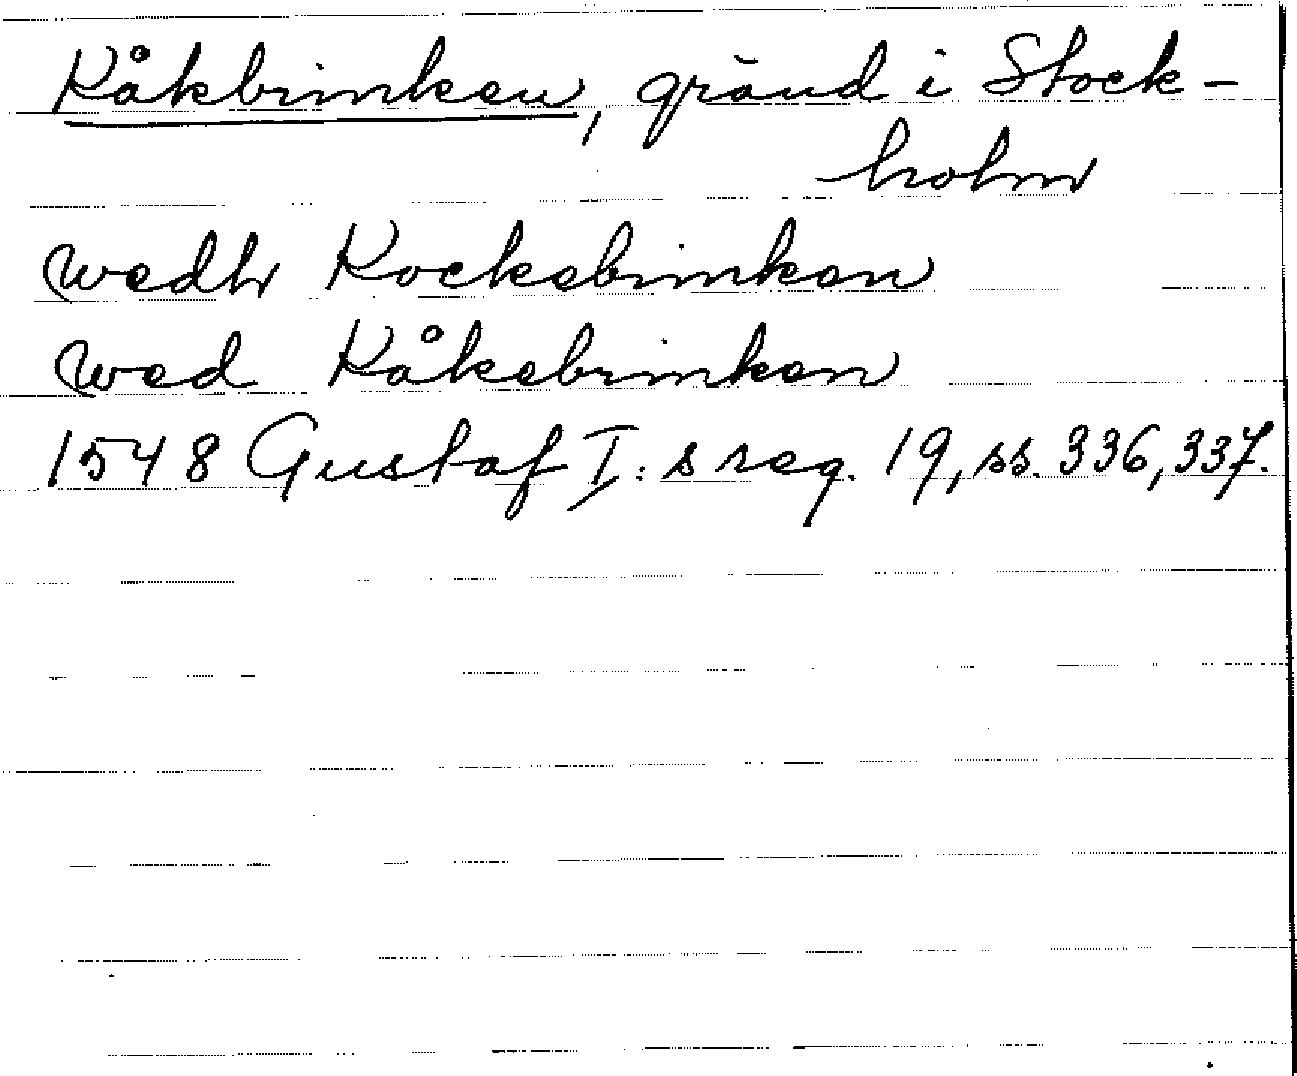 Kåkbrinken, gränd i Stock-
holm
wedh Kockebrinken
wed Kåkebrinken
1548 Gustaf I:s reg. 19, ss. 336, 337.